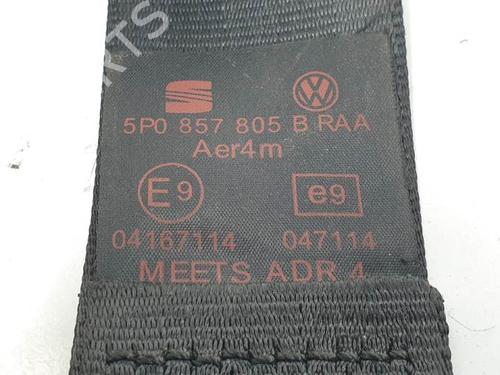 5P0 857 805 B RAA
Aer4m
E9 e9
04167114 047114
MEETS ADR 4